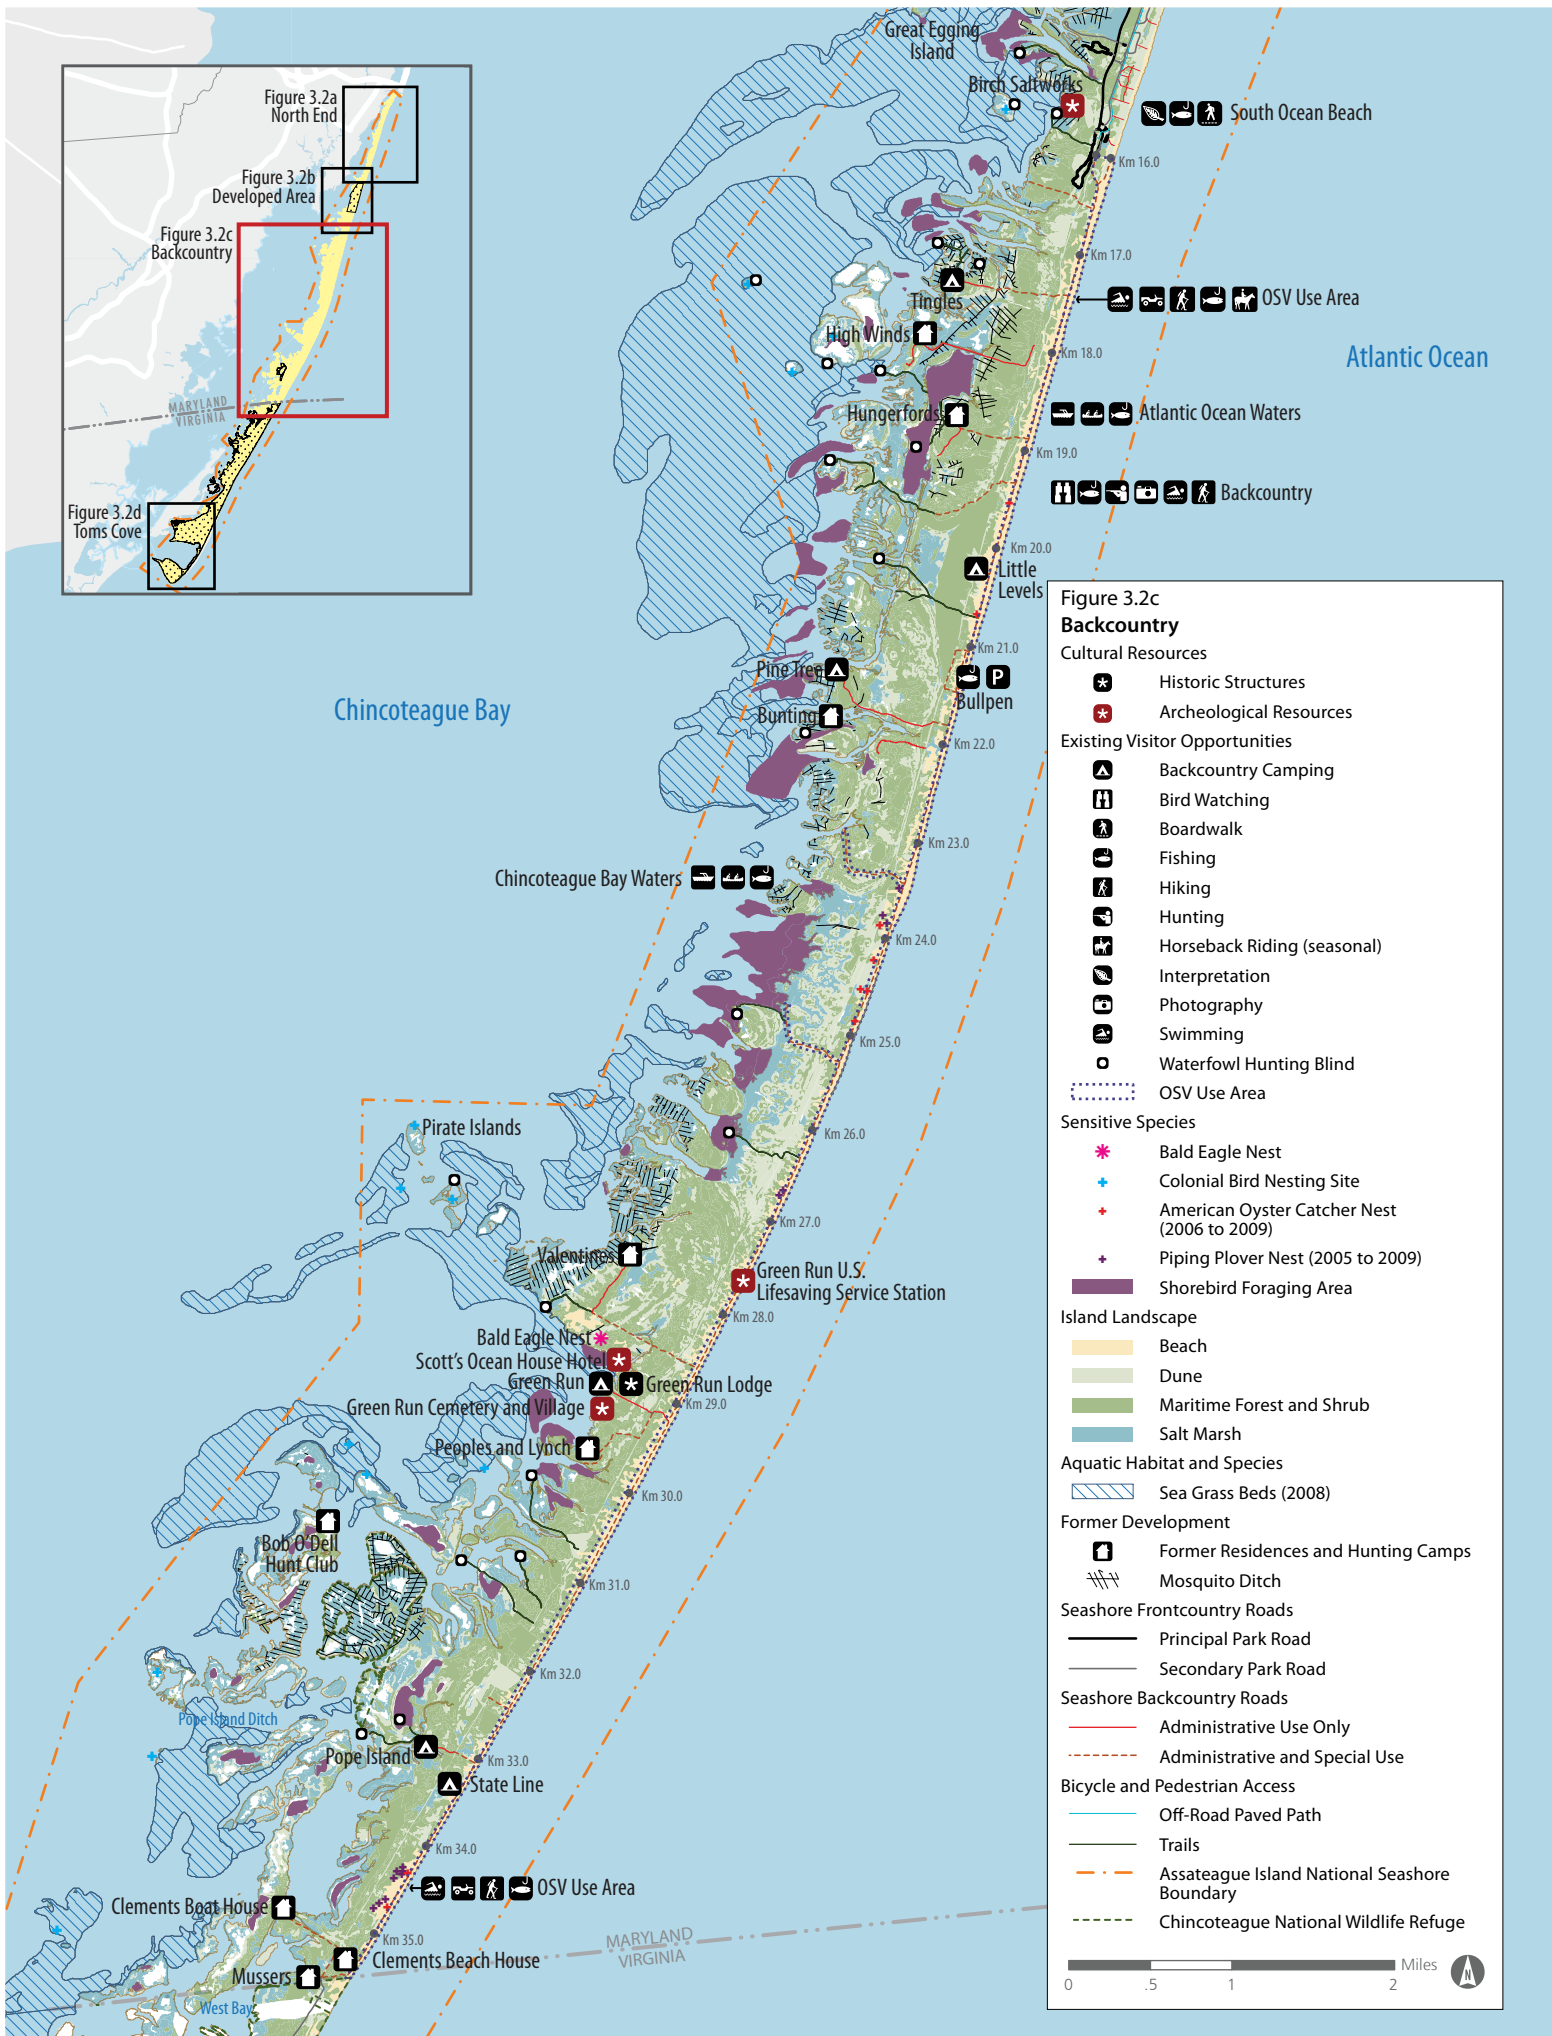 Great Egging
Island
Birch Saltworks
South Ocean Beach
Km 16.0
Figure 3.2a
North End
Figure 3.2b
Developed Area
Figure 3.2c
Backcountry
MARYLAND
VIRGINIA
Figure 3.2d
Toms Cove
Km 17.0
Tingles
OSV Use Area
High Winds
Km 18.0
Atlantic Ocean
Hungerfords
Atlantic Ocean Waters
Km 19.0
Backcountry
Km 20.0
Little
Levels
Km 21.0
Pine Tree
P
Bullpen
Bunting
Chincoteague Bay
Km 22.0
Km 23.0
Chincoteague Bay Waters
Km 24.0
Km 25.0
Pirate Islands
Km 26.0
Km 27.0
Valentines
Green Run U.S.
Lifesaving Service Station
Km 28.0
Bald Eagle Nest
Scott's Ocean House Hotel
Green Run
Green Run Lodge
Green Run Cemetery and Village
Km 29.0
Peoples and Lynch
Km 30.0
Bob O'Dell
Hunt Club
Km 31.0
Km 32.0
Pope Island Ditch
Pope Island
Km 33.0
State Line
Km 34.0
OSV Use Area
Clements Boat House
Km 35.0
MARYLAND
VIRGINIA
Clements Beach House
Mussers
West Bay
Figure 3.2c
Backcountry
Cultural Resources
Historic Structures
Archeological Resources
Existing Visitor Opportunities
Backcountry Camping
Bird Watching
Boardwalk
Fishing
Hiking
Hunting
Horseback Riding (seasonal)
Interpretation
Photography
Swimming
Waterfowl Hunting Blind
OSV Use Area
Sensitive Species
Bald Eagle Nest
Colonial Bird Nesting Site
American Oyster Catcher Nest
(2006 to 2009)
Piping Plover Nest (2005 to 2009)
Shorebird Foraging Area
Island Landscape
Beach
Dune
Maritime Forest and Shrub
Salt Marsh
Aquatic Habitat and Species
Sea Grass Beds (2008)
Former Development
Former Residences and Hunting Camps
Mosquito Ditch
Seashore Frontcountry Roads
Principal Park Road
Secondary Park Road
Seashore Backcountry Roads
Administrative Use Only
Administrative and Special Use
Bicycle and Pedestrian Access
Off-Road Paved Path
Trails
Assateague Island National Seashore
Boundary
Chincoteague National Wildlife Refuge
Miles
0 .5 1 2
N